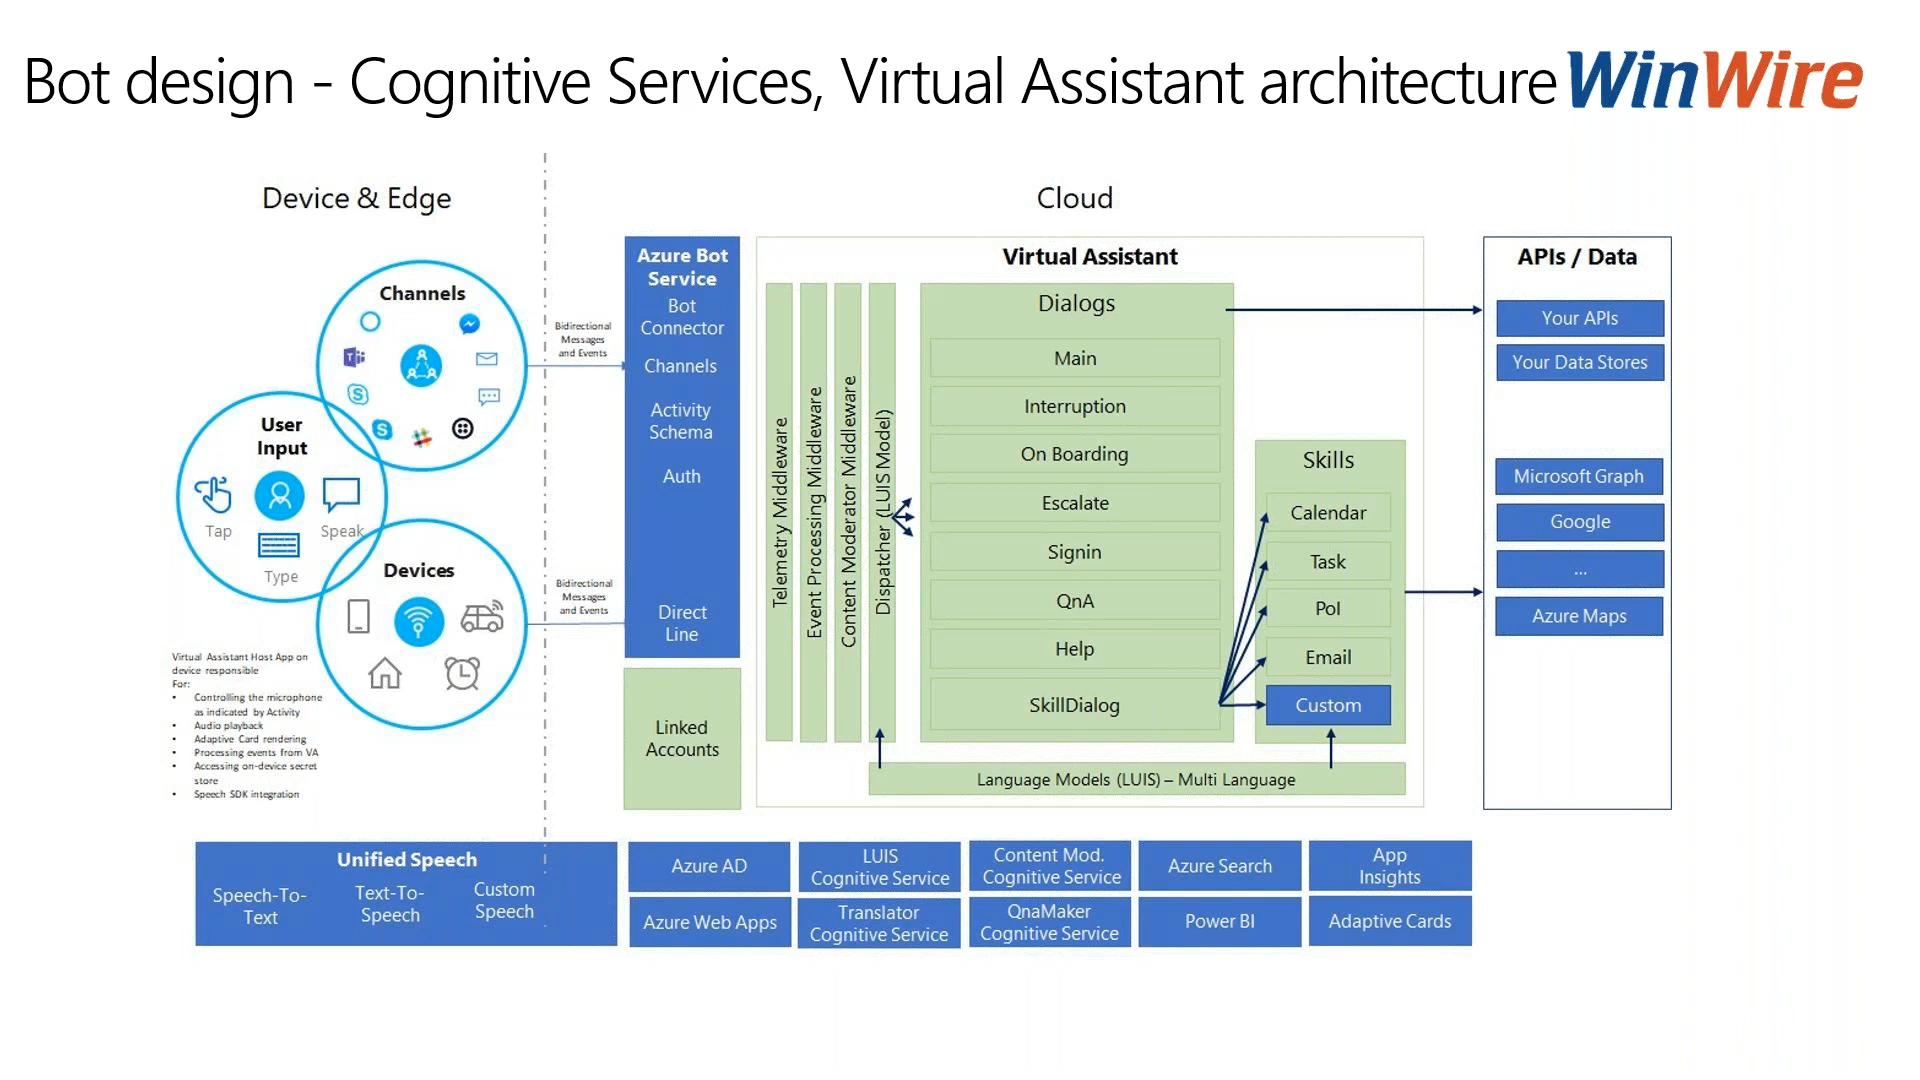 Bot design - Cognitive Services, Virtual Assistant architecture
WinWire
Device & Edge
Cloud
Channels
User
Input
Tap
Speak
Type
Devices
Virtual Assistant Host App on
device responsible
For:
• Controlling the microphone
as indicated by Activity
• Audio playback
• Adaptive Card rendering
• Processing events from VA
• Accessing on-device secret
store
• Speech SDK integration
Bidirectional
Messages
and Events
Bidirectional
Messages
and Events
Azure Bot
Service
Bot
Connector
Channels
Activity
Schema
Auth
Direct
Line
Linked
Accounts
Virtual Assistant
Telemetry Middleware
Event Processing Middleware
Content Moderator Middleware
Dispatcher (LUIS Model)
Dialogs
Main
Interruption
On Boarding
Escalate
Signin
QnA
Help
SkillDialog
Skills
Calendar
Task
PoI
Email
Custom
Language Models (LUIS) – Multi Language
APIs / Data
Your APIs
Your Data Stores
Microsoft Graph
Google
...
Azure Maps
Unified Speech
Speech-To-
Text
Text-To-
Speech
Custom
Speech
Azure AD
LUIS
Cognitive Service
Content Mod.
Cognitive Service
Azure Search
App
Insights
Azure Web Apps
Translator
Cognitive Service
QnaMaker
Cognitive Service
Power BI
Adaptive Cards